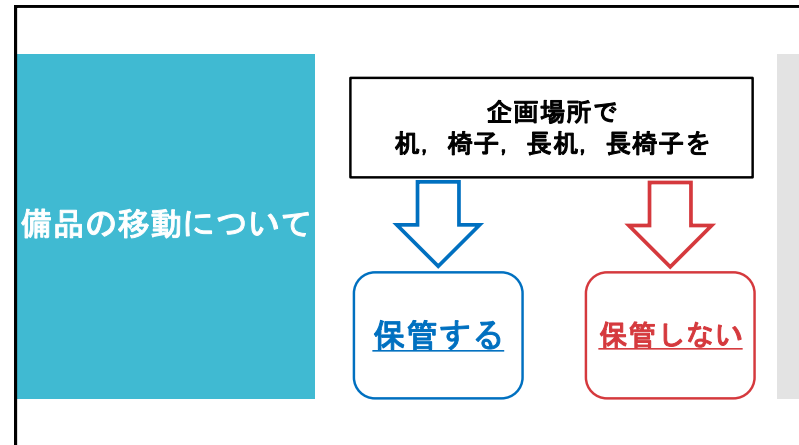 備品の移動について
企画場所で
机，椅子，長机，長椅子を
保管する
保管しない